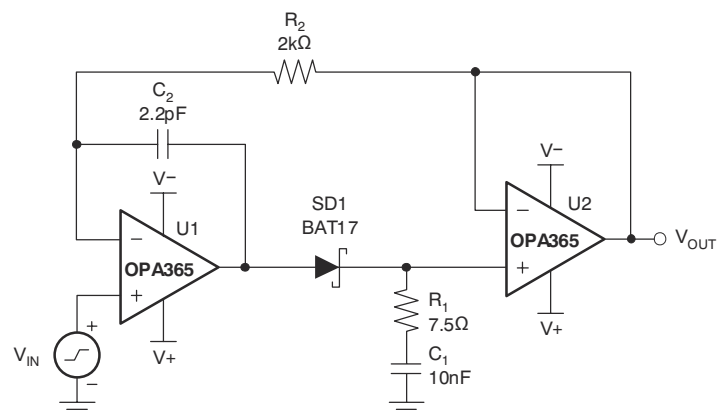 R2
2kΩ
C2
2.2pF
V−
U1
−
OPA365
+
V+
+
VIN
−
SD1
BAT17
R1
7.5Ω
C1
10nF
V−
U2
−
OPA365
+
V+
VOUT